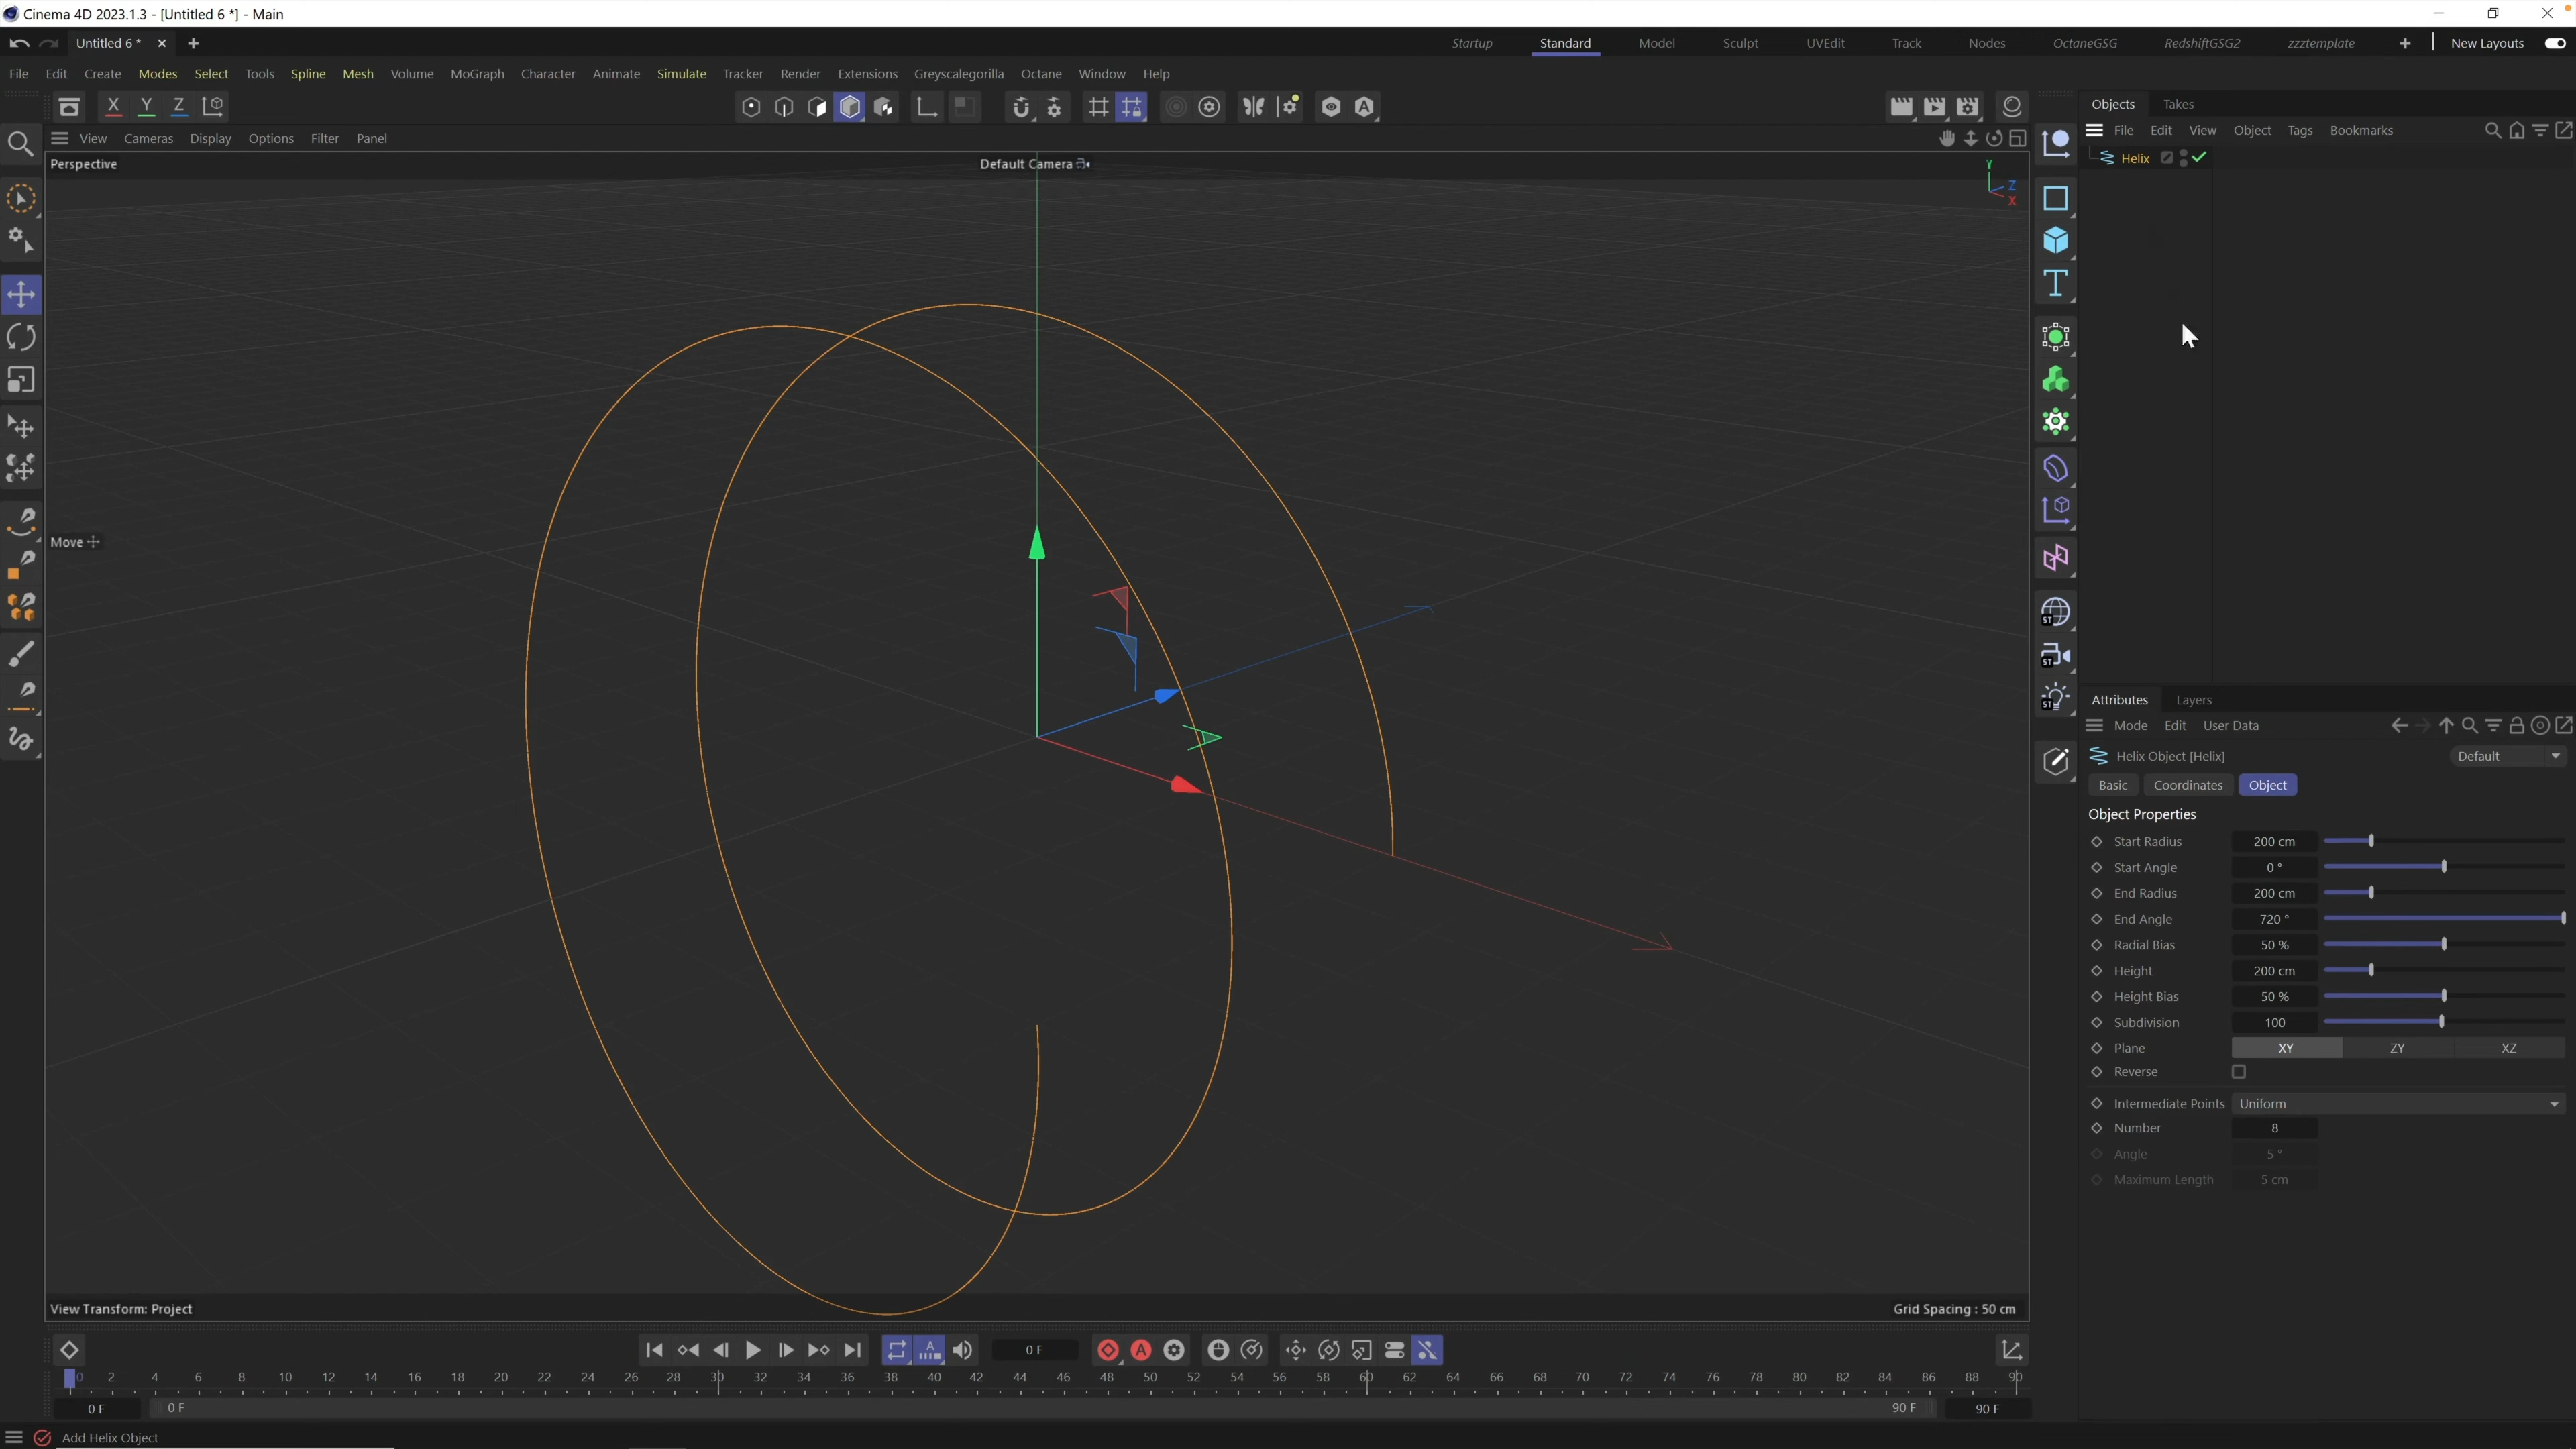 Cinema 4D 2023.1.3 - [Untitled 6 *] - Main
Untitled 6 *
Startup Standard Model Sculpt UVEdit Track Nodes OctaneGSG RedshiftGSG2 zzztemplate New Layouts
File Edit Create Modes Select Tools Spline Mesh Volume MoGraph Character Animate Simulate Tracker Render Extensions Greyscalegorilla Octane Window Help
X Y Z
Objects Takes
View Cameras Display Options Filter Panel
File Edit View Object Tags Bookmarks
Perspective
Default Camera
Y
Z
X
Helix
Move
Attributes Layers
Mode Edit User Data
Helix Object [Helix]
Default
Basic Coordinates Object
Object Properties
Start Radius 200 cm
Start Angle 0 °
End Radius 200 cm
End Angle 720 °
Radial Bias 50 %
Height 200 cm
Height Bias 50 %
Subdivision 100
Plane XY ZY XZ
Reverse
Intermediate Points Uniform
Number 8
Angle 5 °
Maximum Length 5 cm
ST
ST
ST
View Transform: Project
Grid Spacing : 50 cm
0 F
0 2 4 6 8 10 12 14 16 18 20 22 24 26 28 30 32 34 36 38 40 42 44 46 48 50 52 54 56 58 60 62 64 66 68 70 72 74 76 78 80 82 84 86 88 90
0 F 0 F 90 F 90 F
Add Helix Object